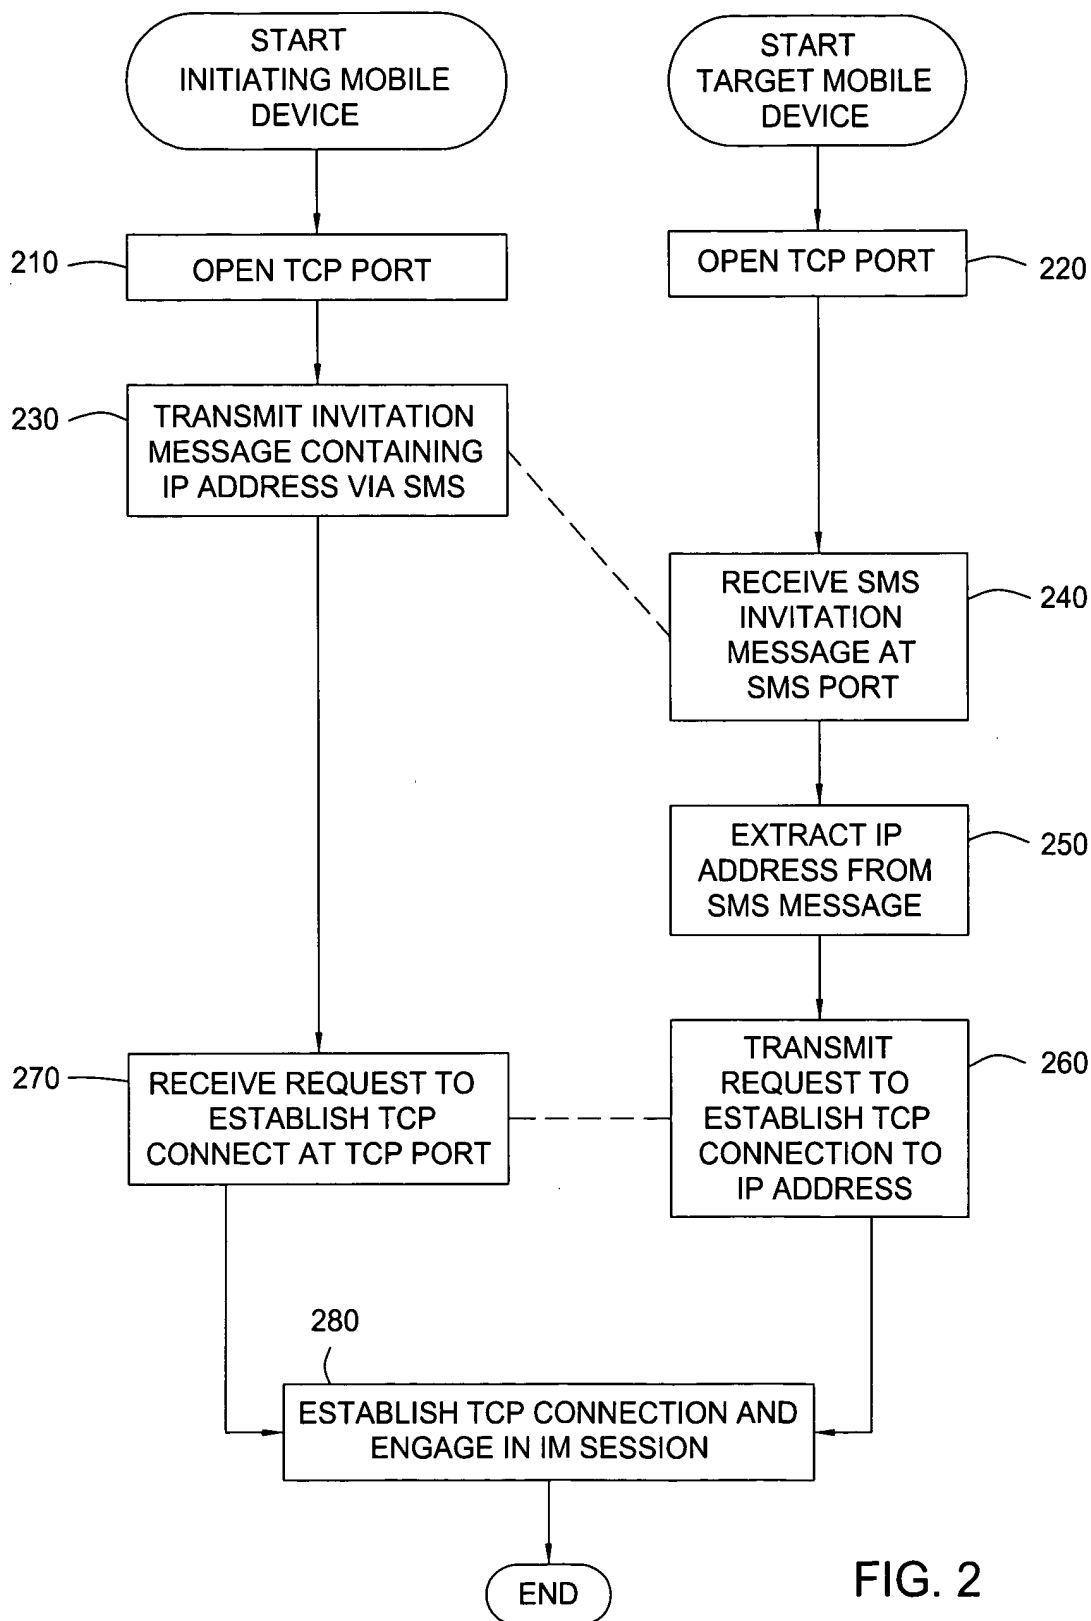 START
INITIATING MOBILE
DEVICE
START
TARGET MOBILE
DEVICE
210
OPEN TCP PORT
OPEN TCP PORT
220
230
TRANSMIT INVITATION
MESSAGE CONTAINING
IP ADDRESS VIA SMS
RECEIVE SMS
INVITATION
MESSAGE AT
SMS PORT
240
EXTRACT IP
ADDRESS FROM
SMS MESSAGE
250
270
RECEIVE REQUEST TO
ESTABLISH TCP
CONNECT AT TCP PORT
TRANSMIT
REQUEST TO
ESTABLISH TCP
CONNECTION TO
IP ADDRESS
260
280
ESTABLISH TCP CONNECTION AND
ENGAGE IN IM SESSION
END
FIG. 2